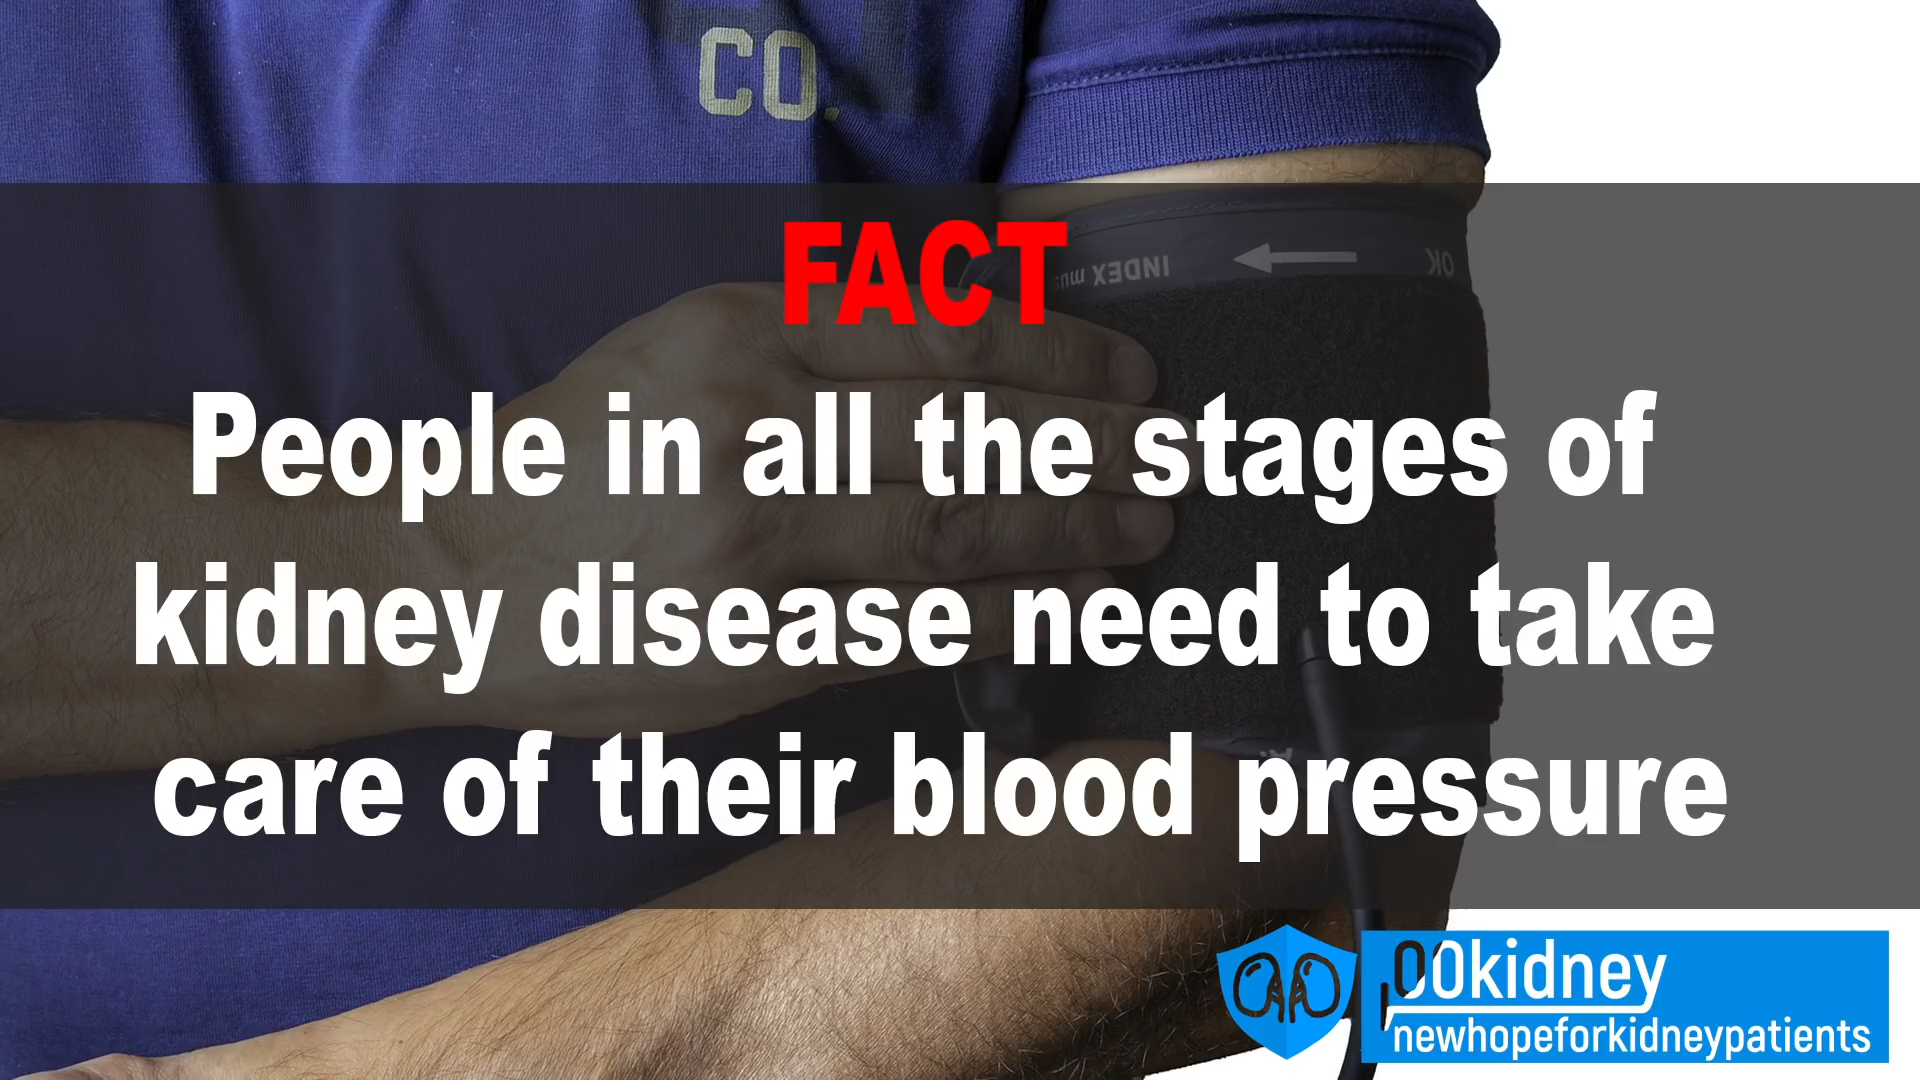 CO.
FACT
INDEX
OK
People in all the stages of
kidney disease need to take
care of their blood pressure
kidney
newhopeforkidneypatients